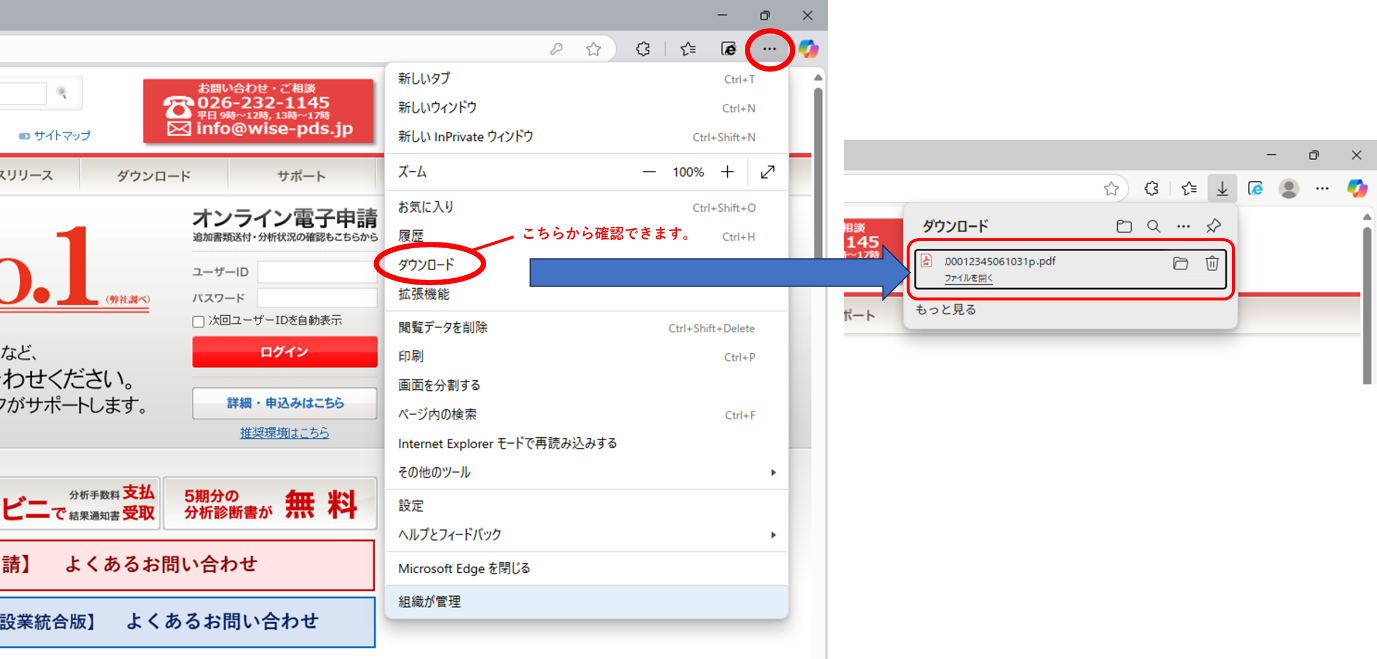 お問い合わせ・ご相談
026-232-1145
平日 9時～12時, 13時～17時
info@wise-pds.jp
サイトマップ
スリリース
ダウンロード
サポート
o.1
(弊社調べ)
など、
わせください。
フがサポートします。
オンライン電子申請
追加書類送付・分析状況の確認もこちらから
ユーザーID
パスワード
次回ユーザーIDを自動表示
ログイン
詳細・申込みはこちら
推奨環境はこちら
ビニで 分析手数料 支払
結果通知書 受取
5期分の
分析診断書が 無 料
請】 よくあるお問い合わせ
設業統合版】 よくあるお問い合わせ
新しいタブ Ctrl+T
新しいウィンドウ Ctrl+N
新しい InPrivate ウィンドウ Ctrl+Shift+N
ズーム — 100% +
お気に入り Ctrl+Shift+O
履歴 Ctrl+H
ダウンロード
拡張機能
閲覧データを削除 Ctrl+Shift+Delete
印刷 Ctrl+P
画面を分割する
ページ内の検索 Ctrl+F
Internet Explorer モードで再読み込みする
その他のツール
設定
ヘルプとフィードバック
Microsoft Edge を閉じる
組織が管理
こちらから確認できます。
相談
145
～17時
ポート
ダウンロード
00012345061031p.pdf
ファイルを開く
もっと見る